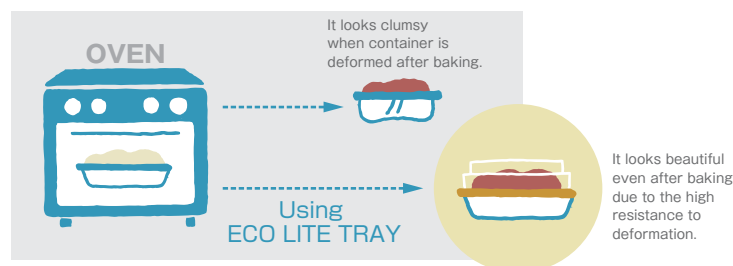 OVEN
It looks clumsy
when container is
deformed after baking.
Using
ECO LITE TRAY
It looks beautiful
even after baking
due to the high
resistance to
deformation.